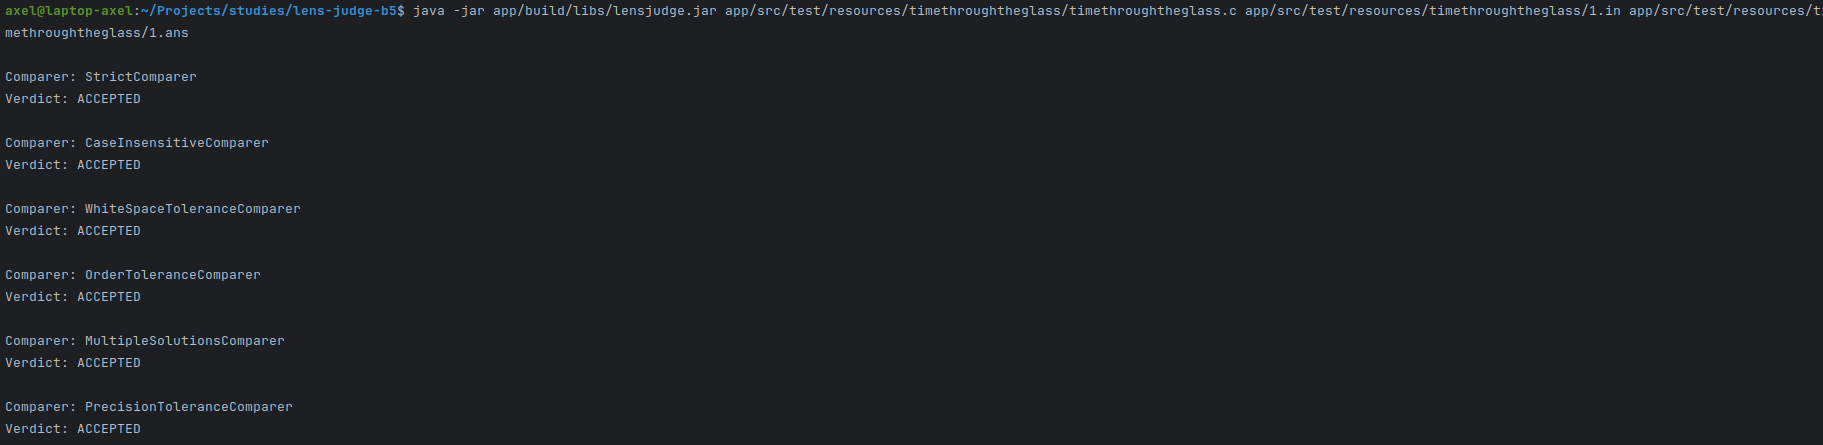 axel@laptop-axel:~/Projects/studies/lens-judge-b5$ java -jar app/build/libs/lensjudge.jar app/src/test/resources/timethroughtheglass/timethroughtheglass.c app/src/test/resources/timethroughtheglass/1.in app/src/test/resources/ti
methroughtheglass/1.ans
Comparer: StrictComparer
Verdict: ACCEPTED
Comparer: CaseInsensitiveComparer
Verdict: ACCEPTED
Comparer: WhiteSpaceToleranceComparer
Verdict: ACCEPTED
Comparer: OrderToleranceComparer
Verdict: ACCEPTED
Comparer: MultipleSolutionsComparer
Verdict: ACCEPTED
Comparer: PrecisionToleranceComparer
Verdict: ACCEPTED